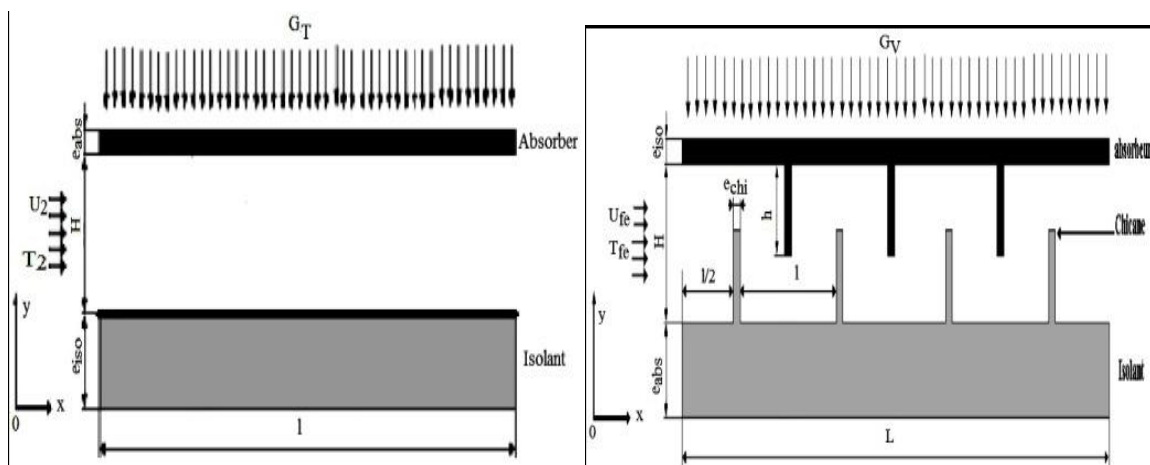 G_T
e_abs
Absorber
U_2
H
T_2
y
e_iso
Isolant
0
x
l
G_V
e_iso
absorbeur
e_chi
h
U_fe
H
T_fe
Chicane
l/2
l
y
e_abs
Isolant
0
x
L